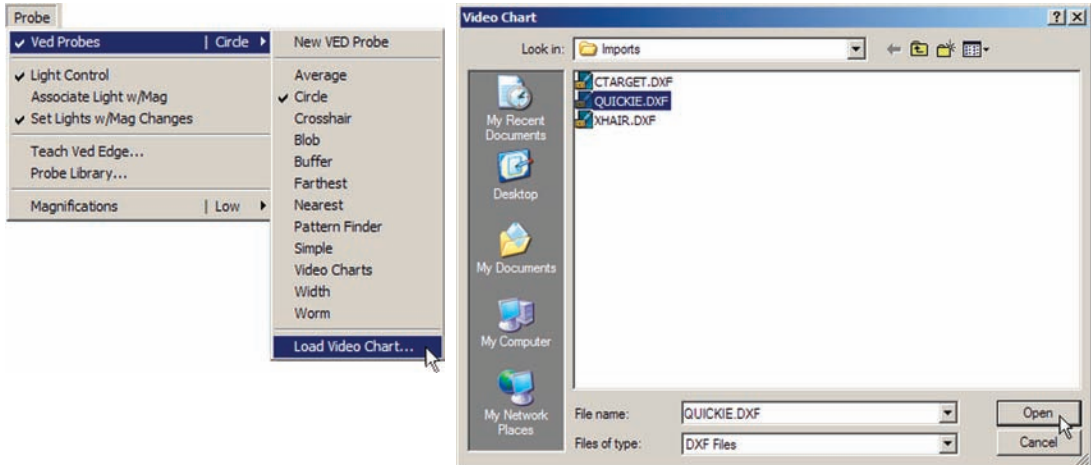 Probe
Ved Probes | Circle
Light Control
Associate Light w/Mag
Set Lights w/Mag Changes
Teach Ved Edge...
Probe Library...
Magnifications | Low
New VED Probe
Average
Circle
Crosshair
Blob
Buffer
Farthest
Nearest
Pattern Finder
Simple
Video Charts
Width
Worm
Load Video Chart...
Video Chart
Look in: Imports
My Recent
Documents
Desktop
My Documents
My Computer
My Network
Places
CTARGET.DXF
QUICKIE.DXF
XHAIR.DXF
File name: QUICKIE.DXF Open
Files of type: DXF Files Cancel